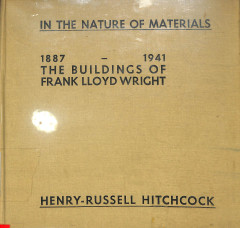 IN THE NATURE OF MATERIALS
1887 – 1941
THE BUILDINGS OF
FRANK LLOYD WRIGHT
HENRY-RUSSELL HITCHCOCK